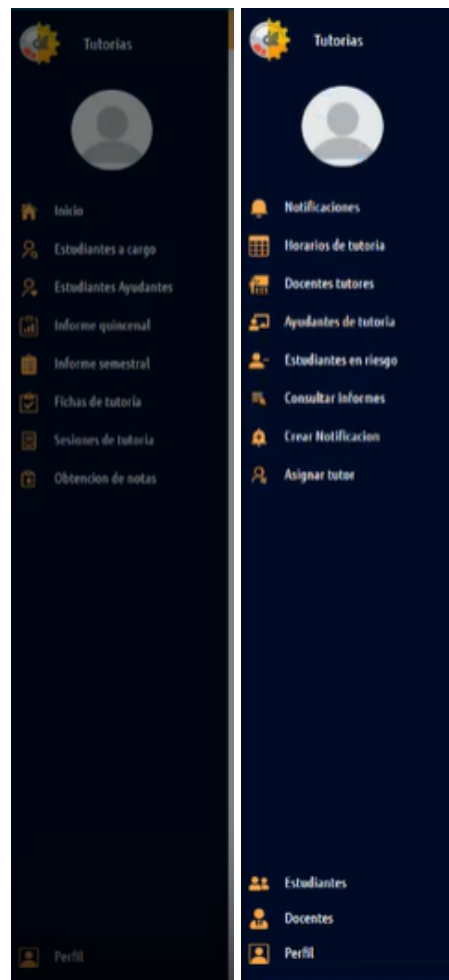 Tutorias
Inicio
Estudiantes a cargo
Estudiantes Ayudantes
Informe quincenal
Informe semestral
Fichas de tutoría
Sesiones de tutoria
Obtencion de notas
Perfil
Tutorias
Notificaciones
Horarios de tutoria
Docentes tutores
Ayudantes de tutoria
Estudiantes en riesgo
Consultar Informes
Crear Notificacion
Asignar tutor
Estudiantes
Docentes
Perfil